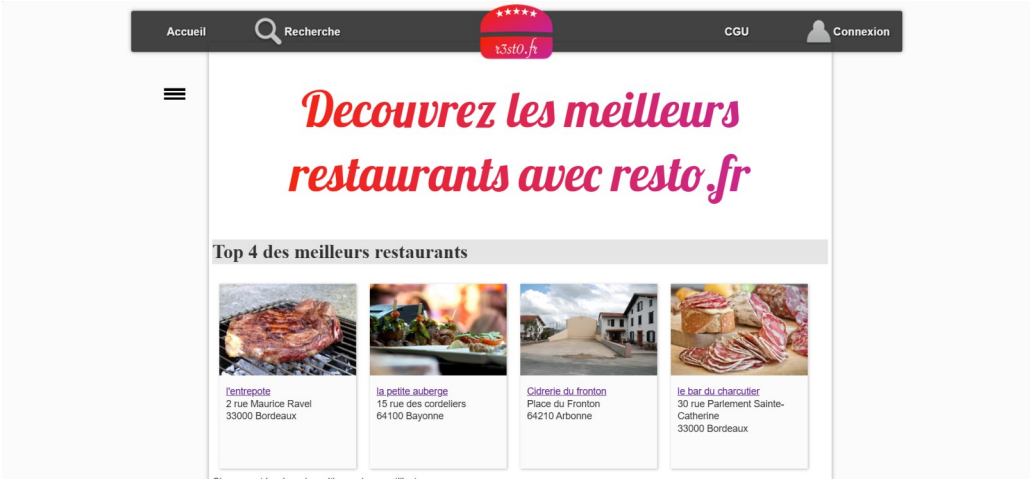 Accueil
Recherche
r3st0.fr
CGU
Connexion
Decouvrez les meilleurs
restaurants avec resto.fr
Top 4 des meilleurs restaurants
l'entrepote
2 rue Maurice Ravel
33000 Bordeaux
la petite auberge
15 rue des cordeliers
64100 Bayonne
Cidrerie du fronton
Place du Fronton
64210 Arbonne
le bar du charcutier
30 rue Parlement Sainte-
Catherine
33000 Bordeaux